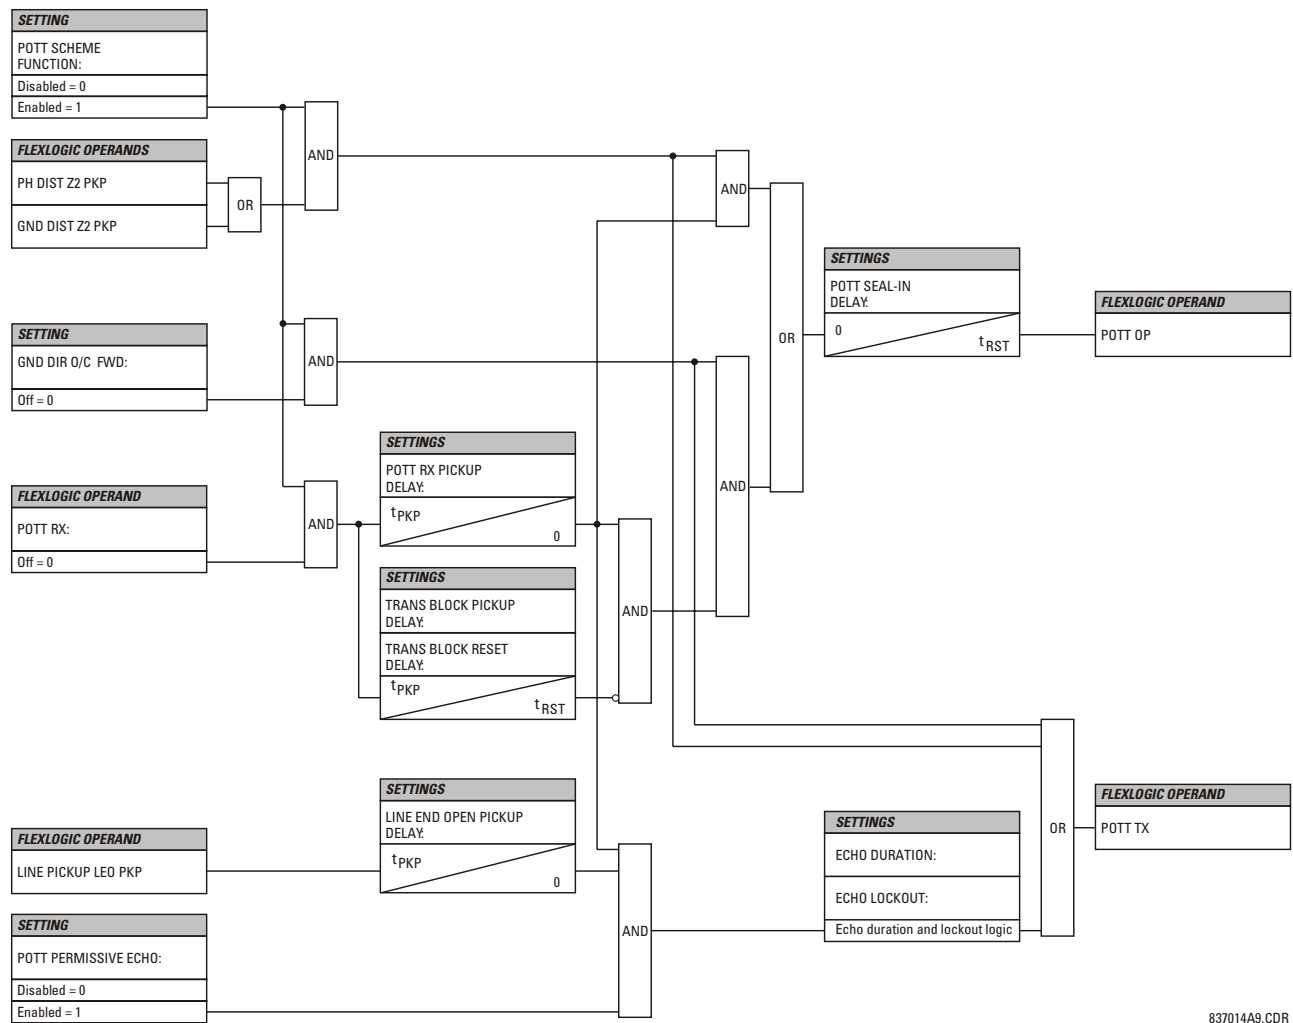 SETTING
POTT SCHEME
FUNCTION:
Disabled = 0
Enabled = 1
FLEXLOGIC OPERANDS
PH DIST Z2 PKP
GND DIST Z2 PKP
OR
AND
SETTING
GND DIR O/C FWD:
Off = 0
AND
FLEXLOGIC OPERAND
POTT RX:
Off = 0
AND
SETTINGS
POTT RX PICKUP
DELAY:
tPKP
0
SETTINGS
TRANS BLOCK PICKUP
DELAY:
TRANS BLOCK RESET
DELAY:
tPKP
tRST
AND
AND
AND
OR
SETTINGS
POTT SEAL-IN
DELAY:
0
tRST
FLEXLOGIC OPERAND
POTT OP
FLEXLOGIC OPERAND
LINE PICKUP LEO PKP
SETTINGS
LINE END OPEN PICKUP
DELAY:
tPKP
0
SETTING
POTT PERMISSIVE ECHO:
Disabled = 0
Enabled = 1
AND
SETTINGS
ECHO DURATION:
ECHO LOCKOUT:
Echo duration and lockout logic
OR
FLEXLOGIC OPERAND
POTT TX
837014A9.CDR